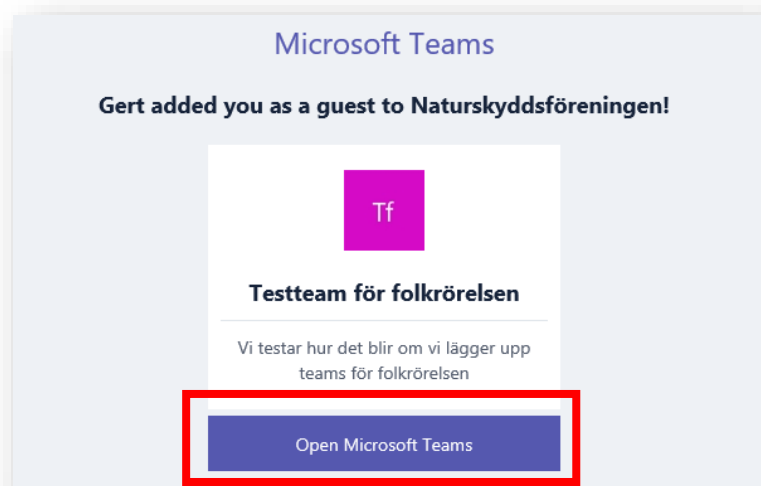 Microsoft Teams
Gert added you as a guest to Naturskyddsföreningen!
Tf
Testteam för folkrörelsen
Vi testar hur det blir om vi lägger upp
teams för folkrörelsen
Open Microsoft Teams